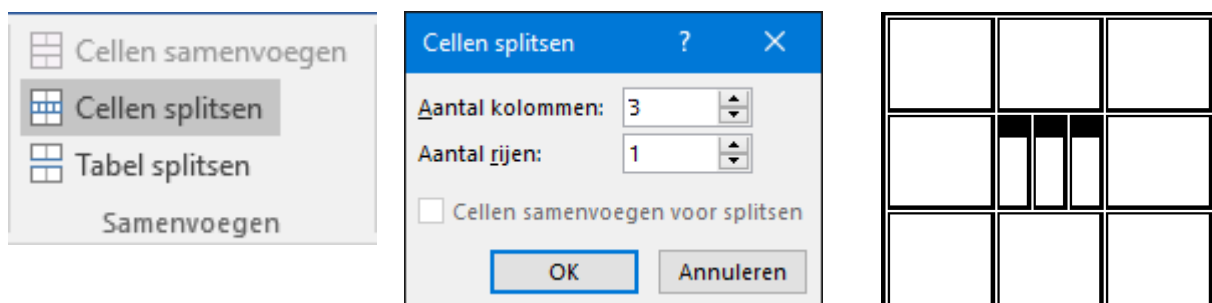 Cellen samenvoegen
Cellen splitsen
Tabel splitsen
Samenvoegen
Cellen splitsen ? ×
Aantal kolommen: 3
Aantal rijen: 1
Cellen samenvoegen voor splitsen
OK Annuleren